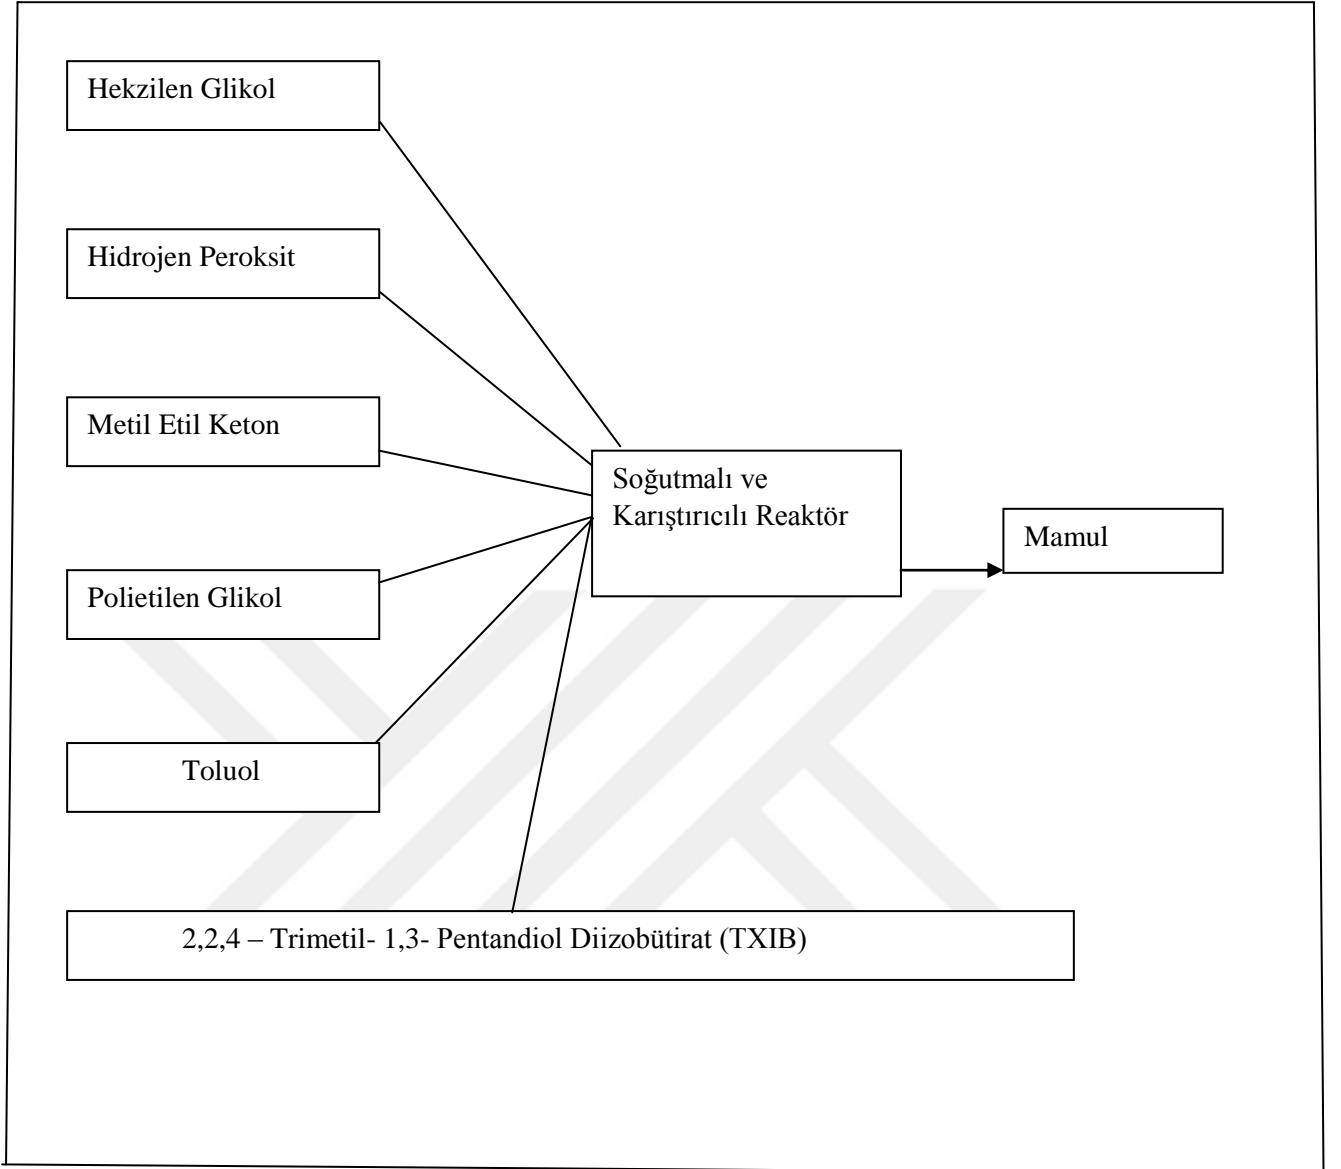 Hekzilen Glikol
Hidrojen Peroksit
Metil Etil Keton
Soğutmalı ve
Karıştırıcılı Reaktör
Mamul
Polietilen Glikol
Toluol
2,2,4 – Trimetil- 1,3- Pentandiol Diizobütirat (TXIB)